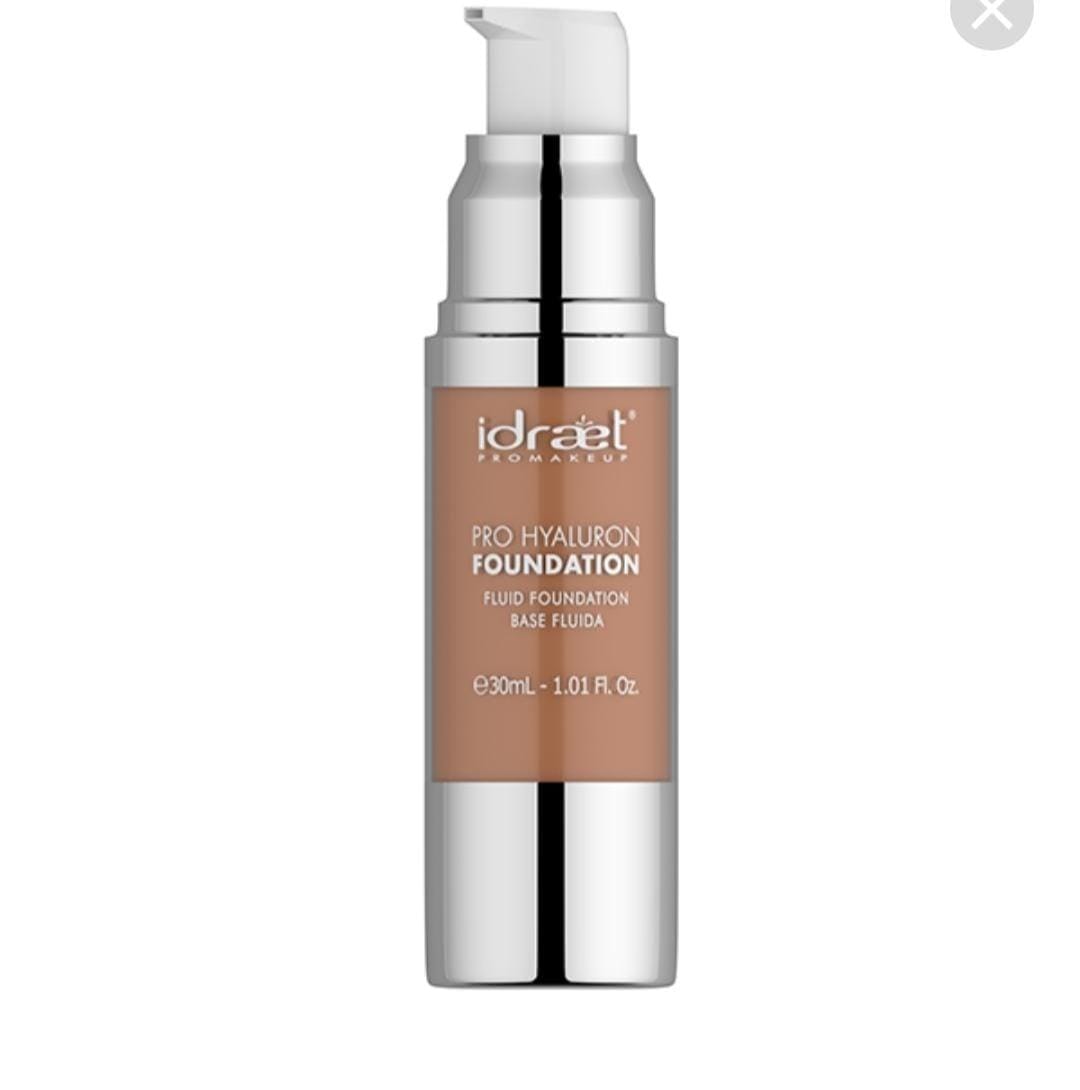 idraet®
PROMAKEUP
PRO HYALURON
FOUNDATION
FLUID FOUNDATION
BASE FLUIDA
℮30mL - 1.01 Fl. Oz.